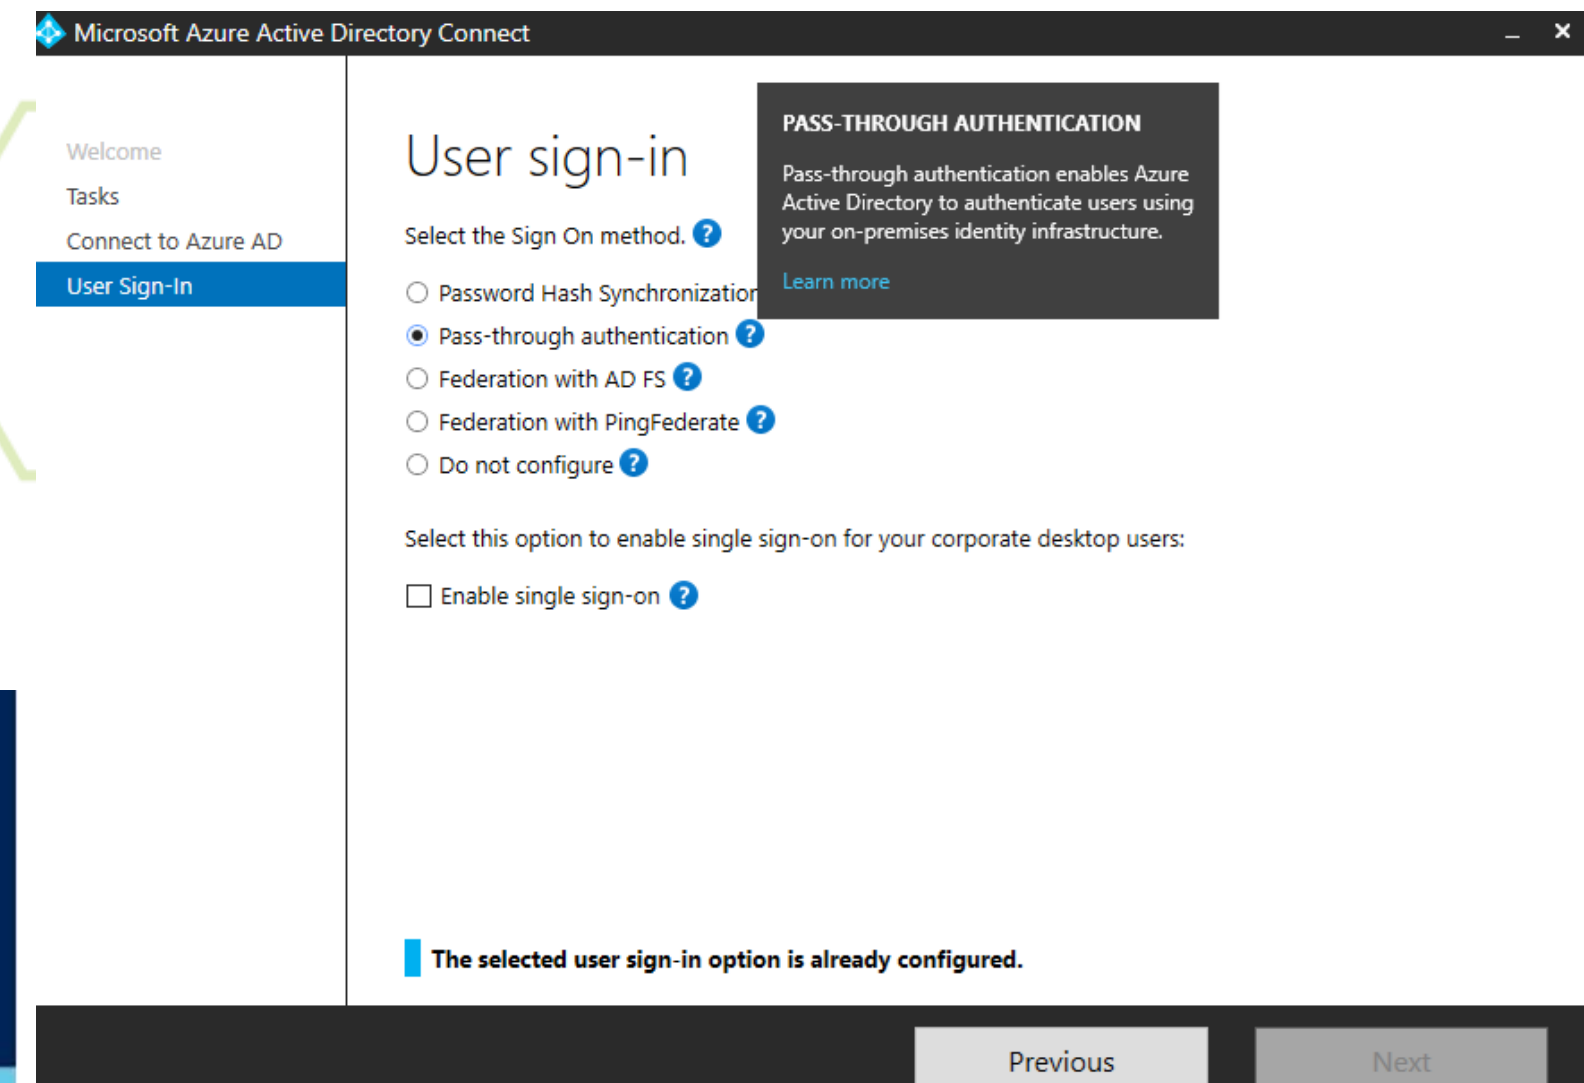 Microsoft Azure Active Directory Connect
Welcome
Tasks
Connect to Azure AD
User Sign-In
User sign-in
Select the Sign On method. ?
Password Hash Synchronization
Pass-through authentication ?
Federation with AD FS ?
Federation with PingFederate ?
Do not configure ?
PASS-THROUGH AUTHENTICATION
Pass-through authentication enables Azure
Active Directory to authenticate users using
your on-premises identity infrastructure.
Learn more
Select this option to enable single sign-on for your corporate desktop users:
Enable single sign-on ?
The selected user sign-in option is already configured.
Previous
Next